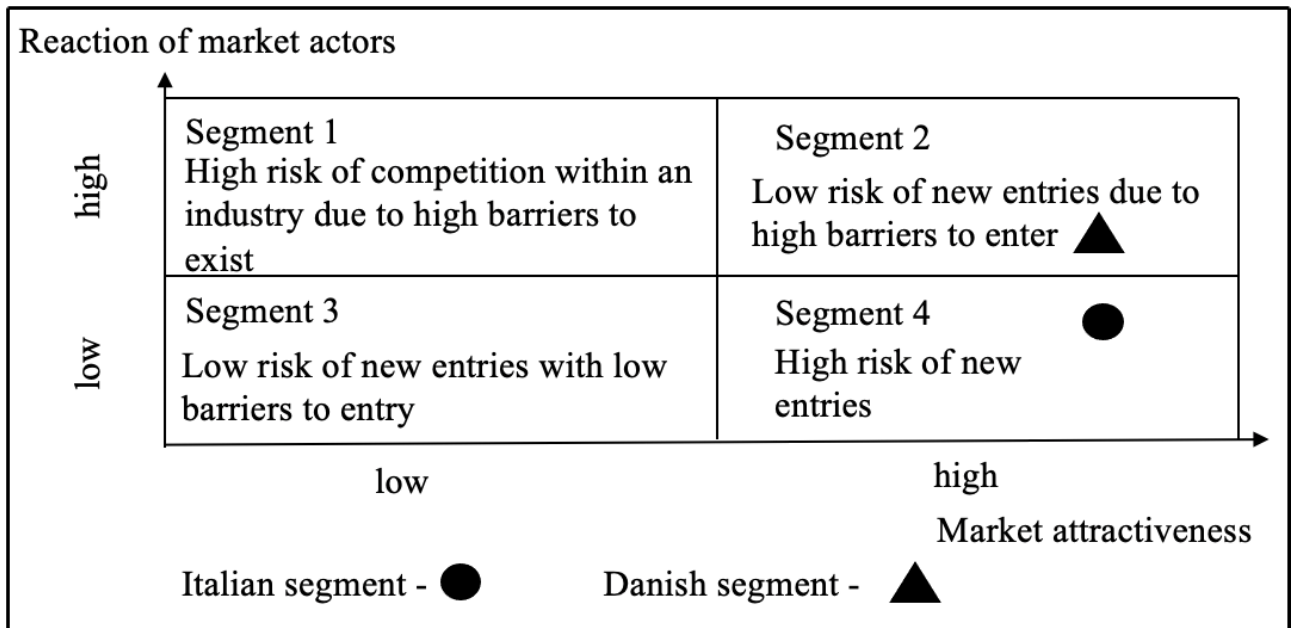 Reaction of market actors
high
Segment 1
High risk of competition within an
industry due to high barriers to
exist
Segment 2
Low risk of new entries due to
high barriers to enter
low
Segment 3
Low risk of new entries with low
barriers to entry
Segment 4
High risk of new
entries
low
high
Market attractiveness
Italian segment -
Danish segment -